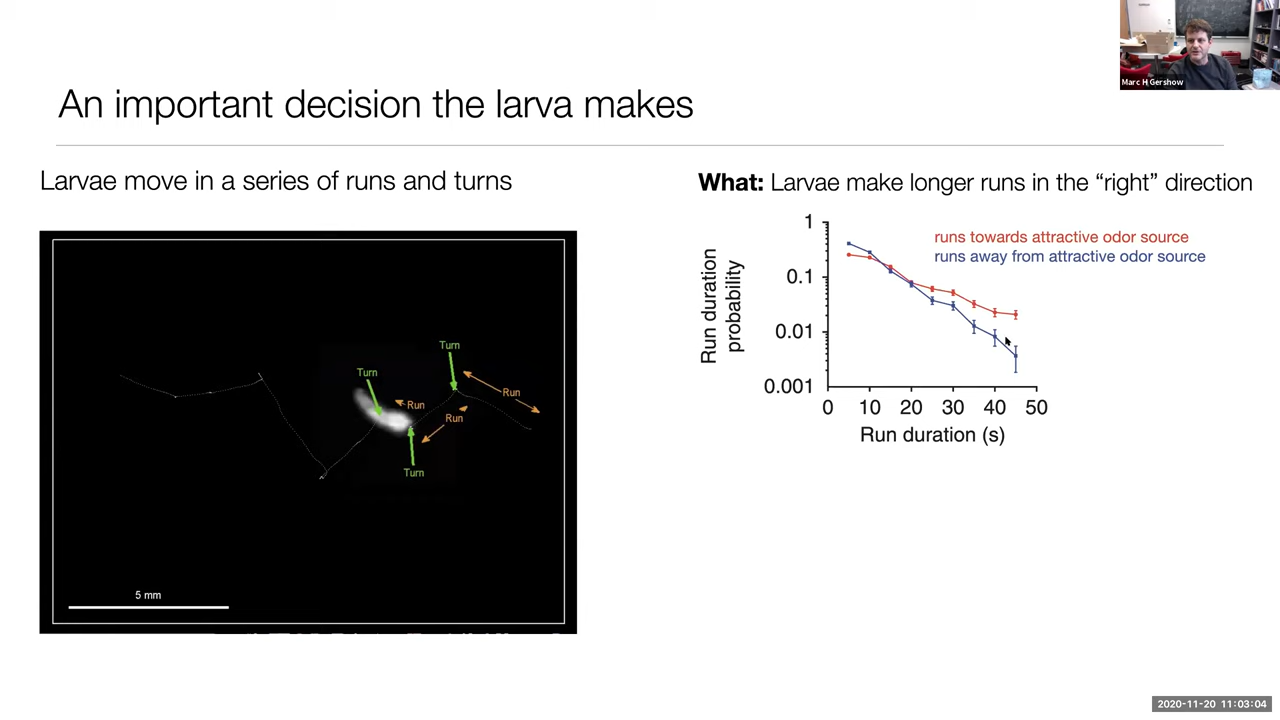 Marc H Gershow
An important decision the larva makes
Larvae move in a series of runs and turns
Turn
Run
Turn
Run
Run
Turn
5 mm
What: Larvae make longer runs in the “right” direction
runs towards attractive odor source
runs away from attractive odor source
Run duration
probability
1
0.1
0.01
0.001
0 10 20 30 40 50
Run duration (s)
2020-11-20 11:03:04